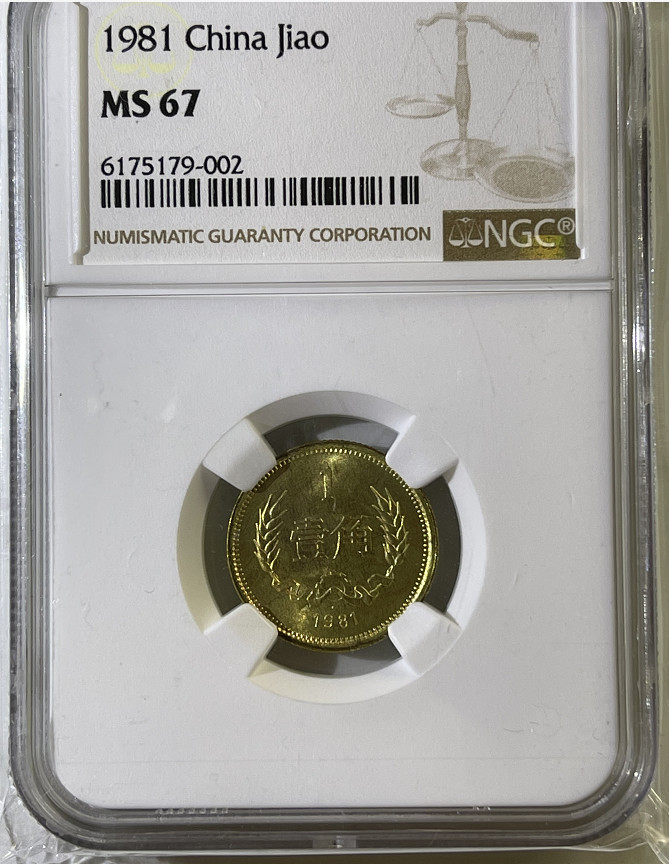 1981 China Jiao
MS 67
6175179-002
NUMISMATIC GUARANTY CORPORATION
NGC®
1
壹角
1981